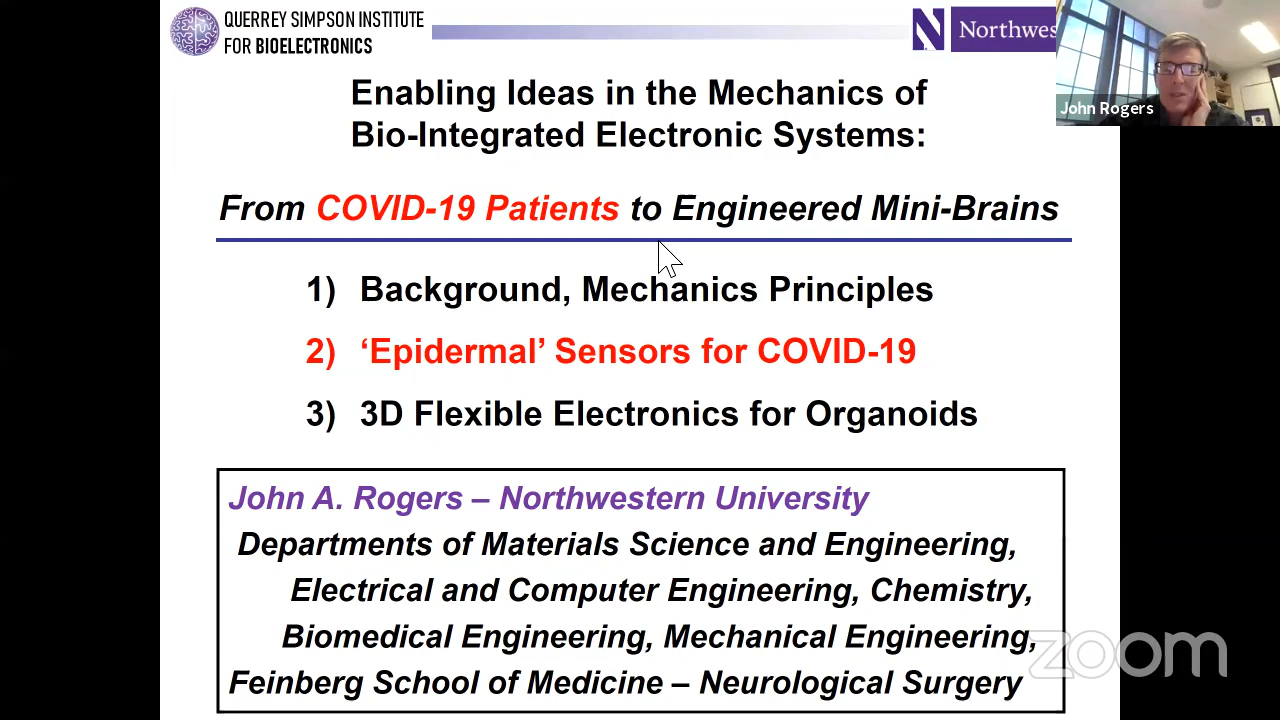 QUERREY SIMPSON INSTITUTE
FOR BIOELECTRONICS
N Northwes
John Rogers
Enabling Ideas in the Mechanics of
Bio-Integrated Electronic Systems:
From COVID-19 Patients to Engineered Mini-Brains
1) Background, Mechanics Principles
2) ‘Epidermal’ Sensors for COVID-19
3) 3D Flexible Electronics for Organoids
John A. Rogers – Northwestern University
Departments of Materials Science and Engineering,
Electrical and Computer Engineering, Chemistry,
Biomedical Engineering, Mechanical Engineering,
Feinberg School of Medicine – Neurological Surgery
zoom